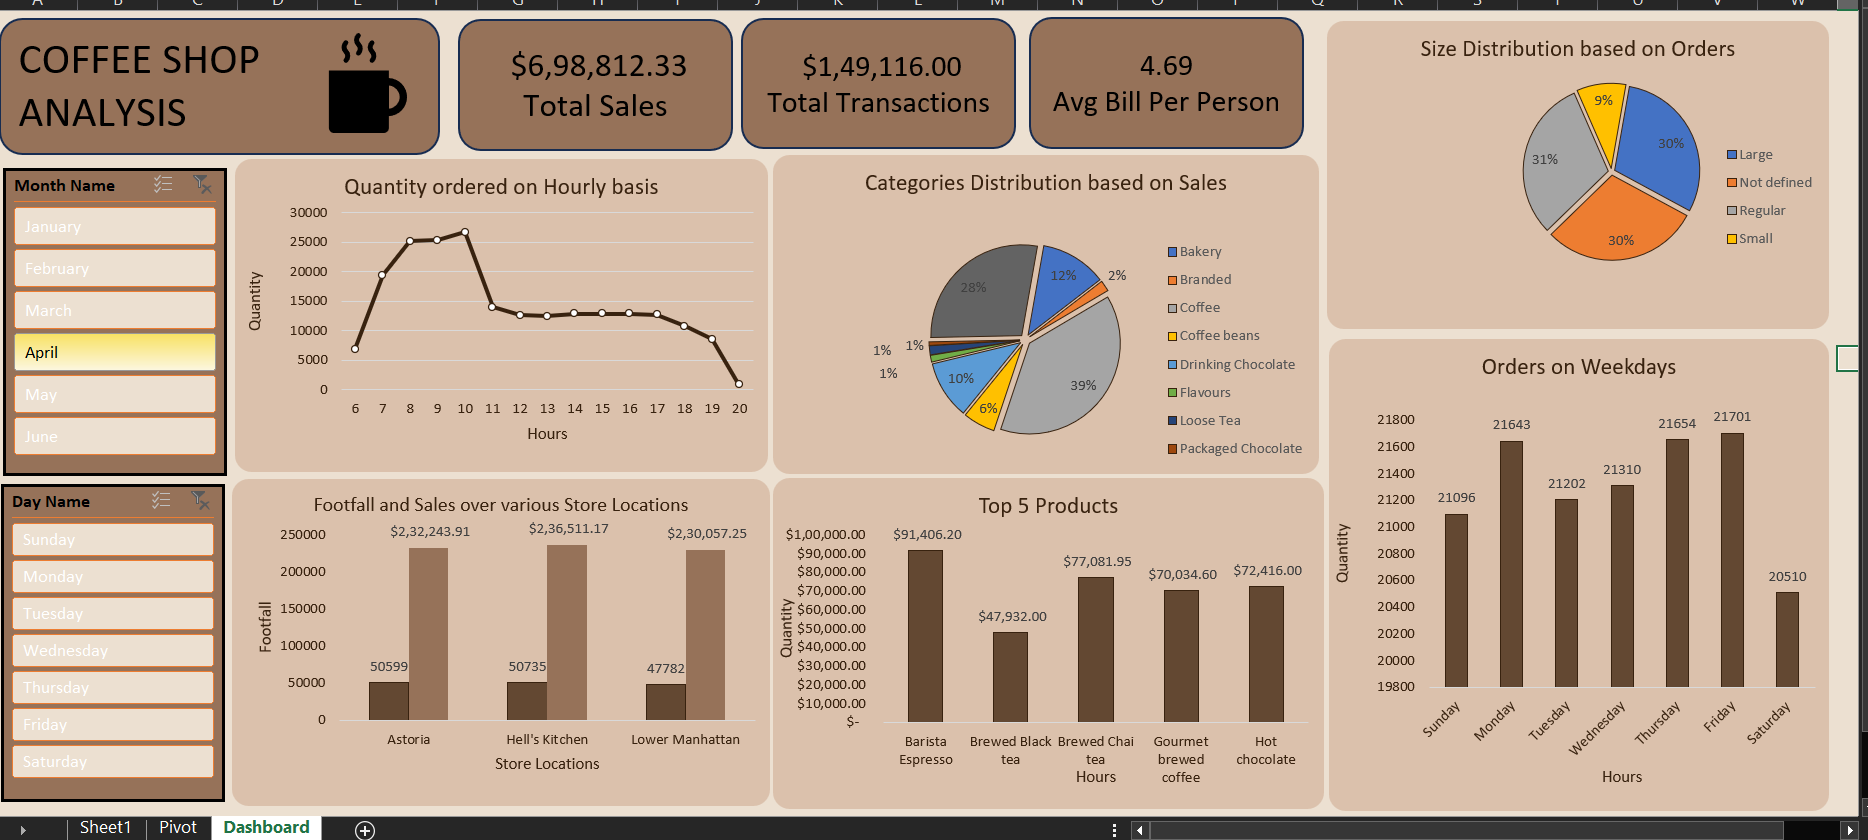 COFFEE SHOP
ANALYSIS
$6,98,812.33
Total Sales
$1,49,116.00
Total Transactions
4.69
Avg Bill Per Person
Month Name
January
February
March
April
May
June
Day Name
Sunday
Monday
Tuesday
Wednesday
Thursday
Friday
Saturday
Quantity ordered on Hourly basis
Quantity
30000
25000
20000
15000
10000
5000
0
6 7 8 9 10 11 12 13 14 15 16 17 18 19 20
Hours
Categories Distribution based on Sales
12%
2%
39%
6%
10%
1%
1%
1%
28%
Bakery
Branded
Coffee
Coffee beans
Drinking Chocolate
Flavours
Loose Tea
Packaged Chocolate
Size Distribution based on Orders
9%
30%
31%
30%
Large
Not defined
Regular
Small
Footfall and Sales over various Store Locations
Footfall
250000
200000
150000
100000
50000
0
$2,32,243.91
$2,36,511.17
$2,30,057.25
50599
50735
47782
Astoria
Hell's Kitchen
Lower Manhattan
Store Locations
Top 5 Products
Quantity
$1,00,000.00
$90,000.00
$80,000.00
$70,000.00
$60,000.00
$50,000.00
$40,000.00
$30,000.00
$20,000.00
$10,000.00
$-
$91,406.20
$47,932.00
$77,081.95
$70,034.60
$72,416.00
Barista
Espresso
Brewed Black
tea
Brewed Chai
tea
Gourmet
brewed
coffee
Hot
chocolate
Hours
Orders on Weekdays
Quantity
21800
21600
21400
21200
21000
20800
20600
20400
20200
20000
19800
21096
21643
21202
21310
21654
21701
20510
Sunday
Monday
Tuesday
Wednesday
Thursday
Friday
Saturday
Hours
Sheet1
Pivot
Dashboard